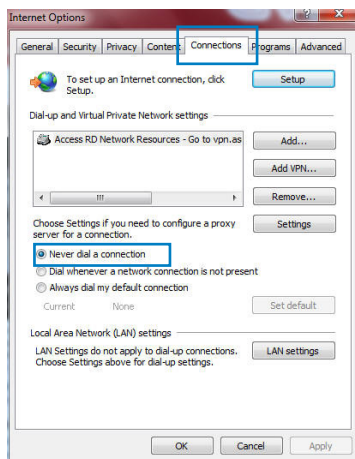 Internet Options
General Security Privacy Content Connections Programs Advanced
To set up an Internet connection, click
Setup.
Setup
Dial-up and Virtual Private Network settings
Access RD Network Resources - Go to vpn.as
Add...
Add VPN...
Remove...
Choose Settings if you need to configure a proxy
server for a connection.
Settings
Never dial a connection
Dial whenever a network connection is not present
Always dial my default connection
Current None
Set default
Local Area Network (LAN) settings
LAN Settings do not apply to dial-up connections.
Choose Settings above for dial-up settings.
LAN settings
OK Cancel Apply